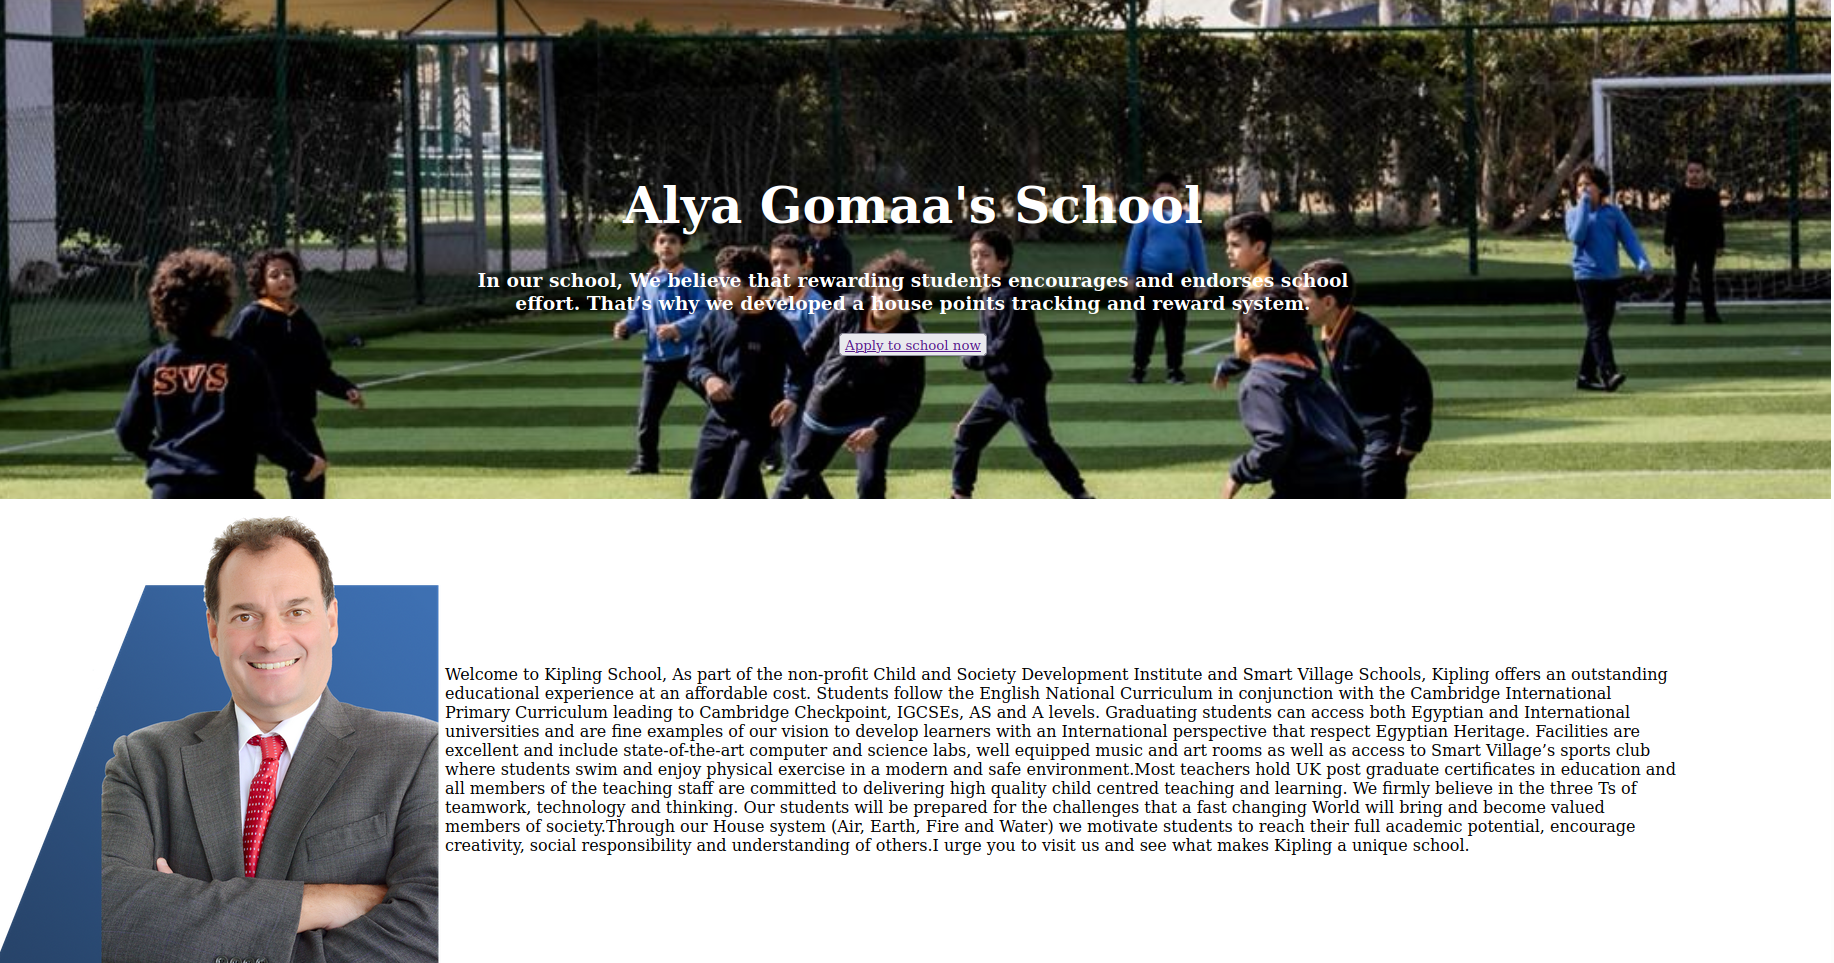 Alya Gomaa's School
In our school, We believe that rewarding students encourages and endorses school
effort. That’s why we developed a house points tracking and reward system.
Apply to school now
SVS
Welcome to Kipling School, As part of the non-profit Child and Society Development Institute and Smart Village Schools, Kipling offers an outstanding
educational experience at an affordable cost. Students follow the English National Curriculum in conjunction with the Cambridge International
Primary Curriculum leading to Cambridge Checkpoint, IGCSEs, AS and A levels. Graduating students can access both Egyptian and International
universities and are fine examples of our vision to develop learners with an International perspective that respect Egyptian Heritage. Facilities are
excellent and include state-of-the-art computer and science labs, well equipped music and art rooms as well as access to Smart Village’s sports club
where students swim and enjoy physical exercise in a modern and safe environment.Most teachers hold UK post graduate certificates in education and
all members of the teaching staff are committed to delivering high quality child centred teaching and learning. We firmly believe in the three Ts of
teamwork, technology and thinking. Our students will be prepared for the challenges that a fast changing World will bring and become valued
members of society.Through our House system (Air, Earth, Fire and Water) we motivate students to reach their full academic potential, encourage
creativity, social responsibility and understanding of others.I urge you to visit us and see what makes Kipling a unique school.